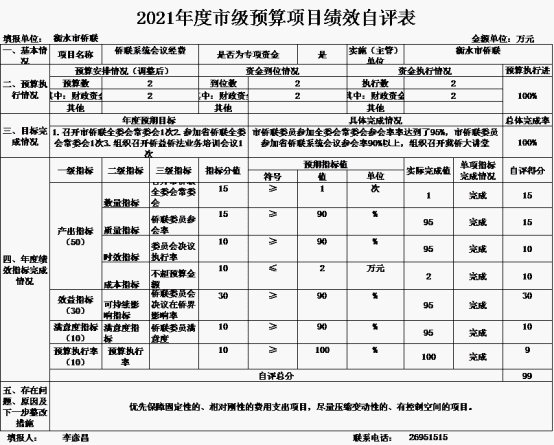 2021年度市级预算项目绩效自评表
填报单位： 衡水市侨联 金额单位：万元
一、基本情况 项目名称 侨联系统会议经费 是否为专项资金 是 实施（主管）单位 衡水市侨联
二、预算执行情况 预算安排情况（调整后） 资金到位情况 资金执行情况 预算执行进
预算数 2 到位数 2 执行数 2 100%
其中：财政资金 2 其中：财政资金 2 其中：财政资金 2
其他 其他 其他
三、目标完成情况 年度预期目标 具体完成情况 总体完成率
1.召开市侨联全委会常委会1次2.参加省侨联全委会常委会1次3.组织召开侨益侨法业务培训会议1次 市侨联委员参加全委会常委会参会率率达到了95%，市侨联委员参加省侨联系统会议参会率90%以上，组织召开冀侨大讲堂 100%
四、年度绩效指标完成情况 一级指标 二级指标 三级指标 指标分值 预期指标值 实际完成值 单项指标完成情况 自评得分
符号 值 单位
产出指标（50） 数量指标 召开市侨联全委会常委会 15 ≥ 1 次 1 完成 15
质量指标 侨联委员参会率 15 ≥ 90 % 95 完成 15
时效指标 委员会决议执行率 10 ≥ 90 % 95 完成 10
成本指标 不超预算金额 10 ≤ 2 万元 2 完成 10
效益指标（30） 可持续影响指标 侨联委员会决议在侨界影响率 30 ≥ 90 % 95 完成 30
满意度指标（10） 满意度指标 侨联委员满意度 10 ≥ 90 % 95 完成 10
预算执行率（10） 预算执行率 10 ≥ 100 % 100 完成 9
自评总分 99
五、存在问题、原因及下一步整改措施 优先保障固定性的、相对刚性的费用支出项目，尽量压缩变动性的、有控制空间的项目。
填报人： 李彦昌 联系电话： 26951515